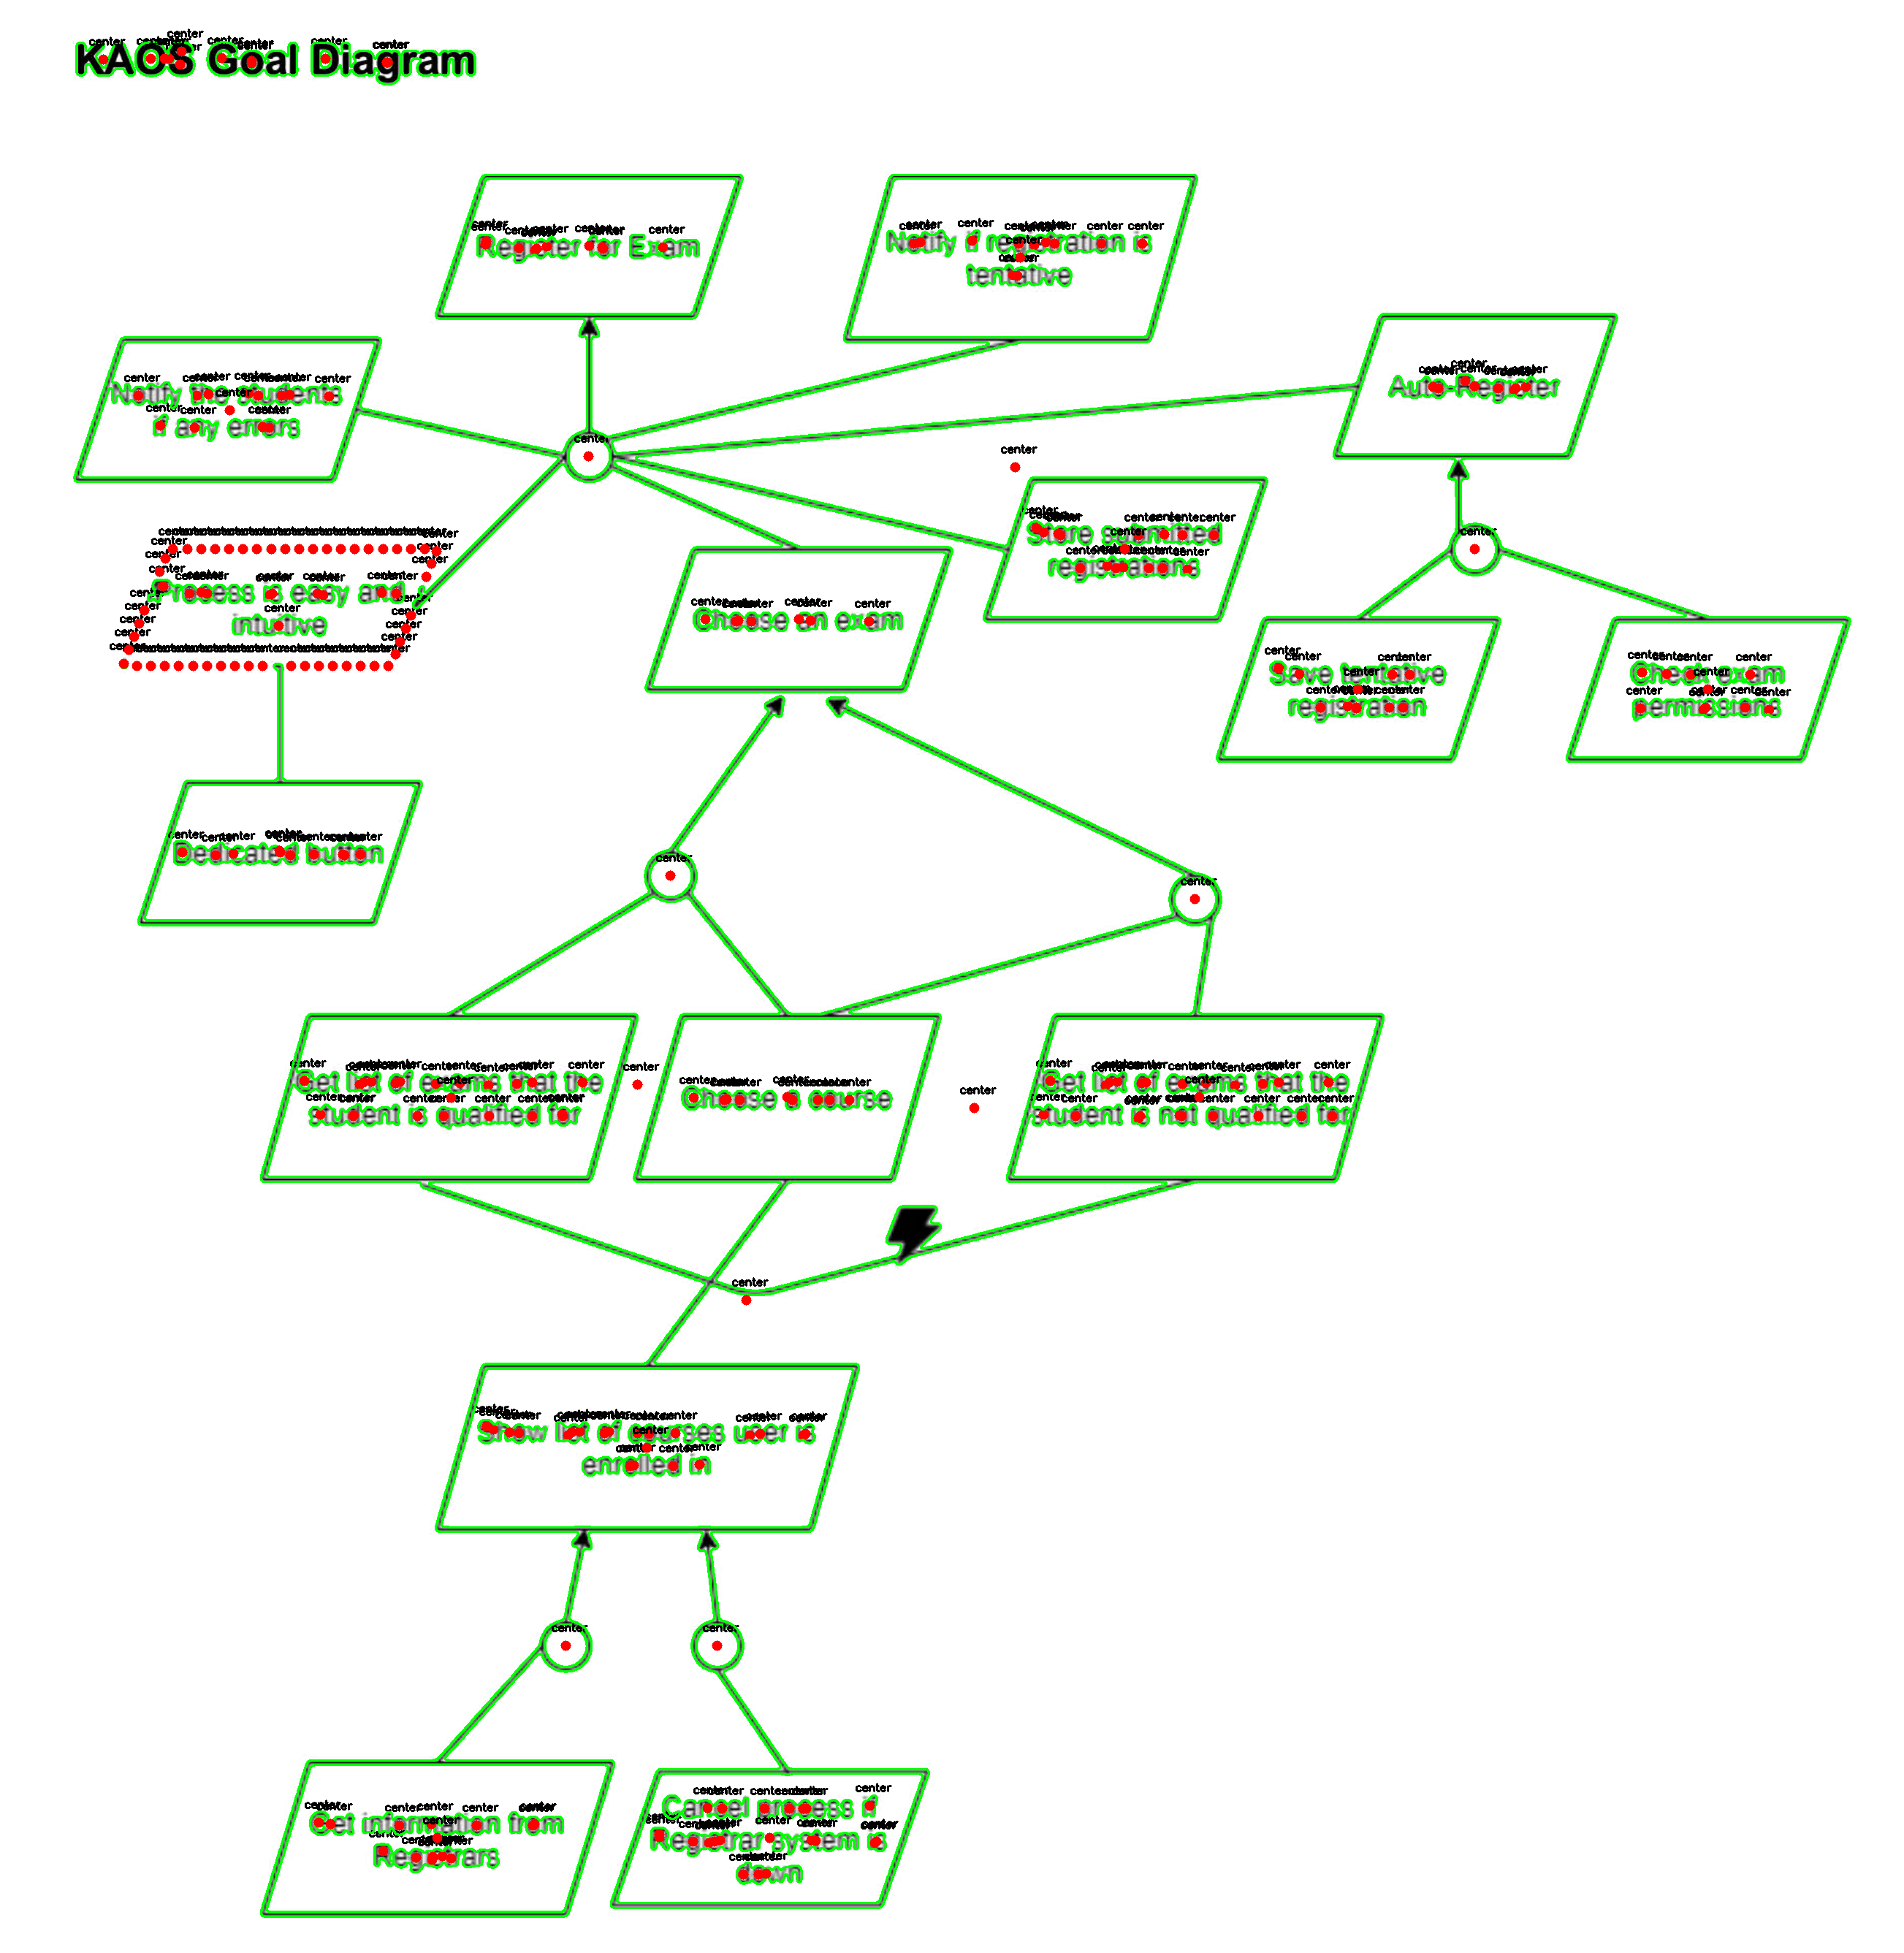 KAOS Goal Diagram
Register for Exam
Notify if registration is
tentative
Notify the students
if any errors
Auto-Register
Process is easy and
intuitive
Store submitted
registrations
Choose an exam
Save tentative
registration
Check exam
permissions
Dedicated button
Get list of exams that the
student is qualified for
Choose s course
Get list of exams that the
student is not qualified for
Show list of courses user is
enrolled in
Get information from
Registrars
Cancel process if
Registrar system is
down